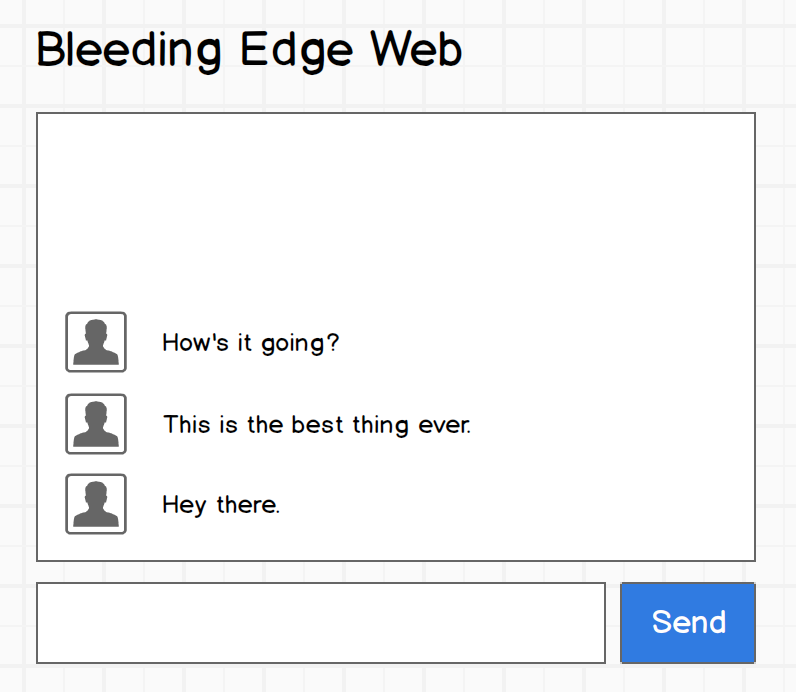 Bleeding Edge Web
How's it going?
This is the best thing ever.
Hey there.
Send